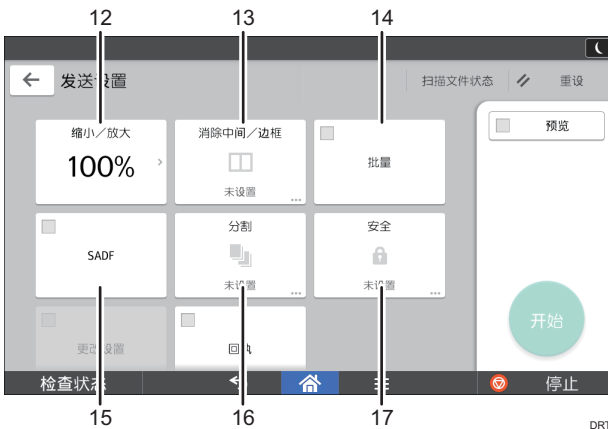 12 13 14
发送设置 扫描文件状态 重设
缩小／放大 消除中间／边框 预览
100% 批量
未设置
分割 安全
SADF
未设置 未设置
开始
更改设置 回执
检查状态 停止
15 16 17
DRT